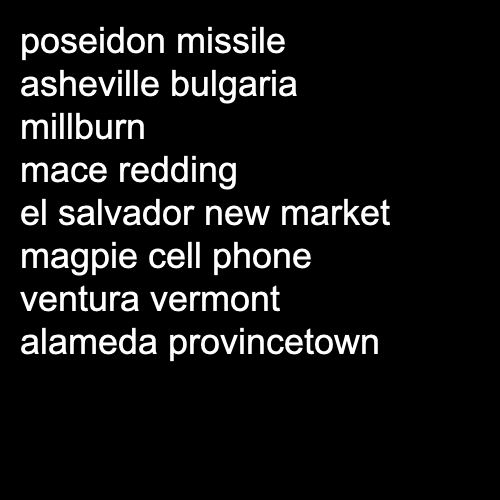 poseidon missile
asheville bulgaria
millburn
mace redding
el salvador new market
magpie cell phone
ventura vermont
alameda provincetown